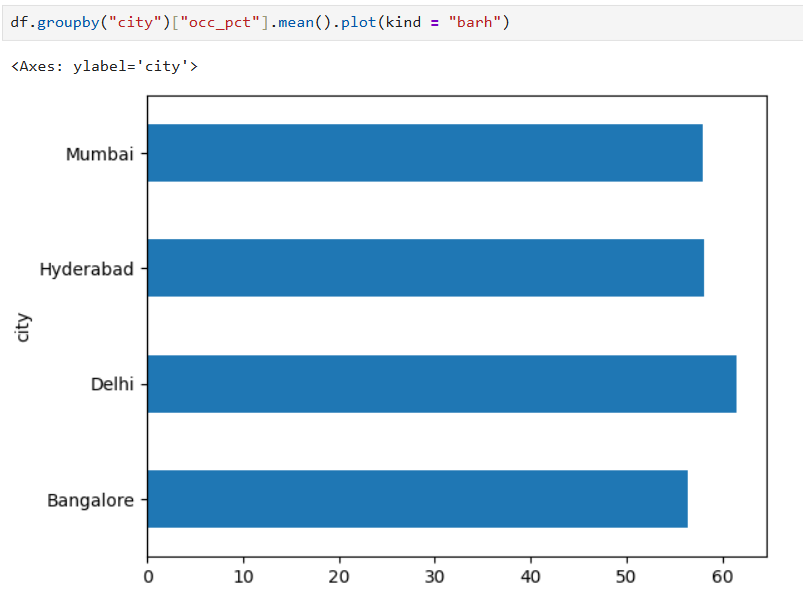 df.groupby("city")["occ_pct"].mean().plot(kind = "barh")
<Axes: ylabel='city'>
Mumbai
Hyderabad
city
Delhi
Bangalore
0 10 20 30 40 50 60